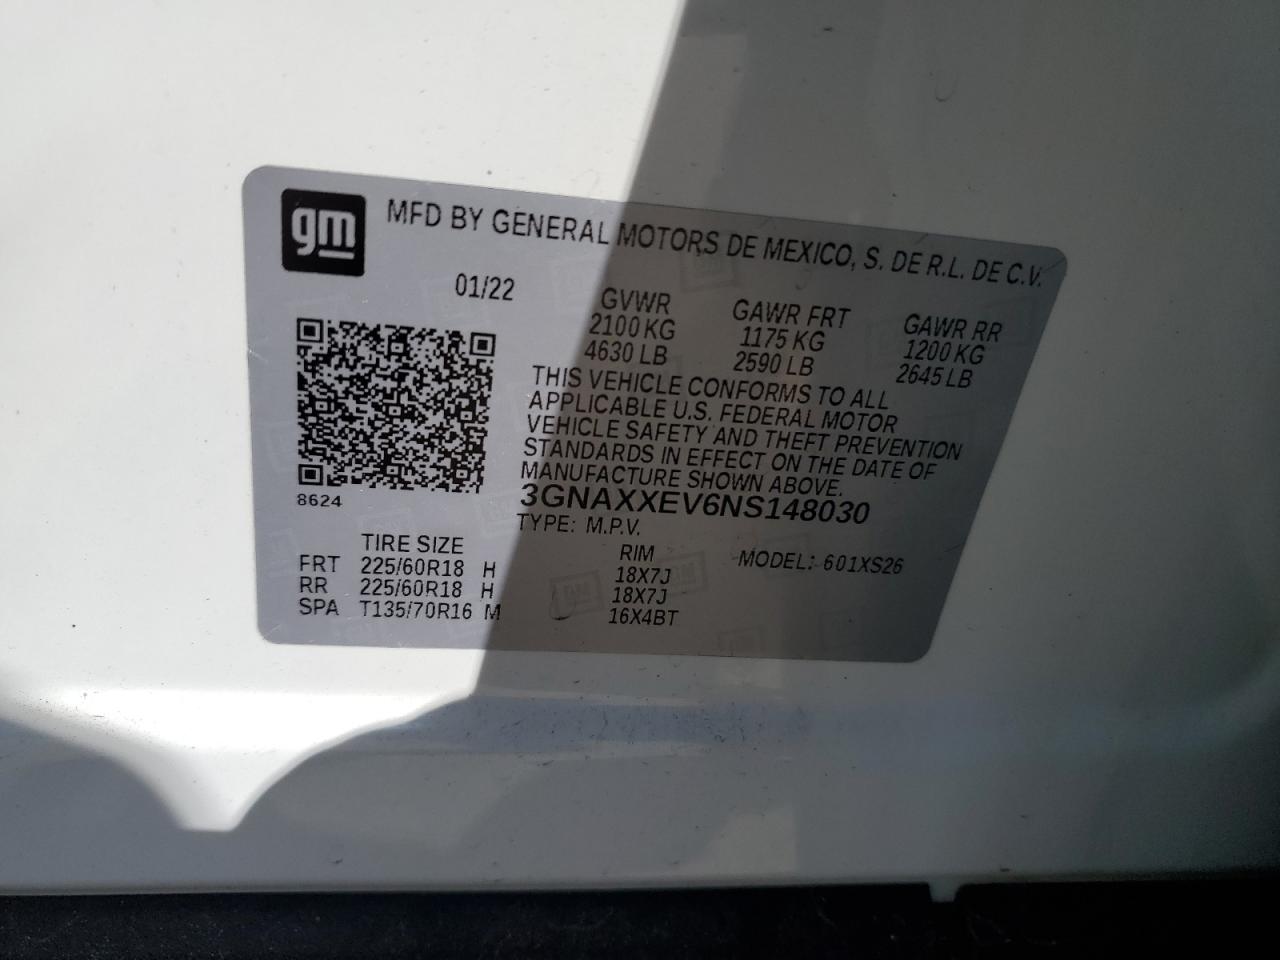 gm
MFD BY GENERAL MOTORS DE MEXICO, S. DE R.L. DE C.V.
01/22
GVWR GAWR FRT GAWR RR
2100 KG 1175 KG 1200 KG
4630 LB 2590 LB 2645 LB
THIS VEHICLE CONFORMS TO ALL
APPLICABLE U.S. FEDERAL MOTOR
VEHICLE SAFETY AND THEFT PREVENTION
STANDARDS IN EFFECT ON THE DATE OF
MANUFACTURE SHOWN ABOVE.
3GNAXXEV6NS148030
8624
TYPE: M.P.V. MODEL: 601XS26
TIRE SIZE RIM
FRT 225/60R18 H 18X7J
RR 225/60R18 H 18X7J
SPA T135/70R16 M 16X4BT